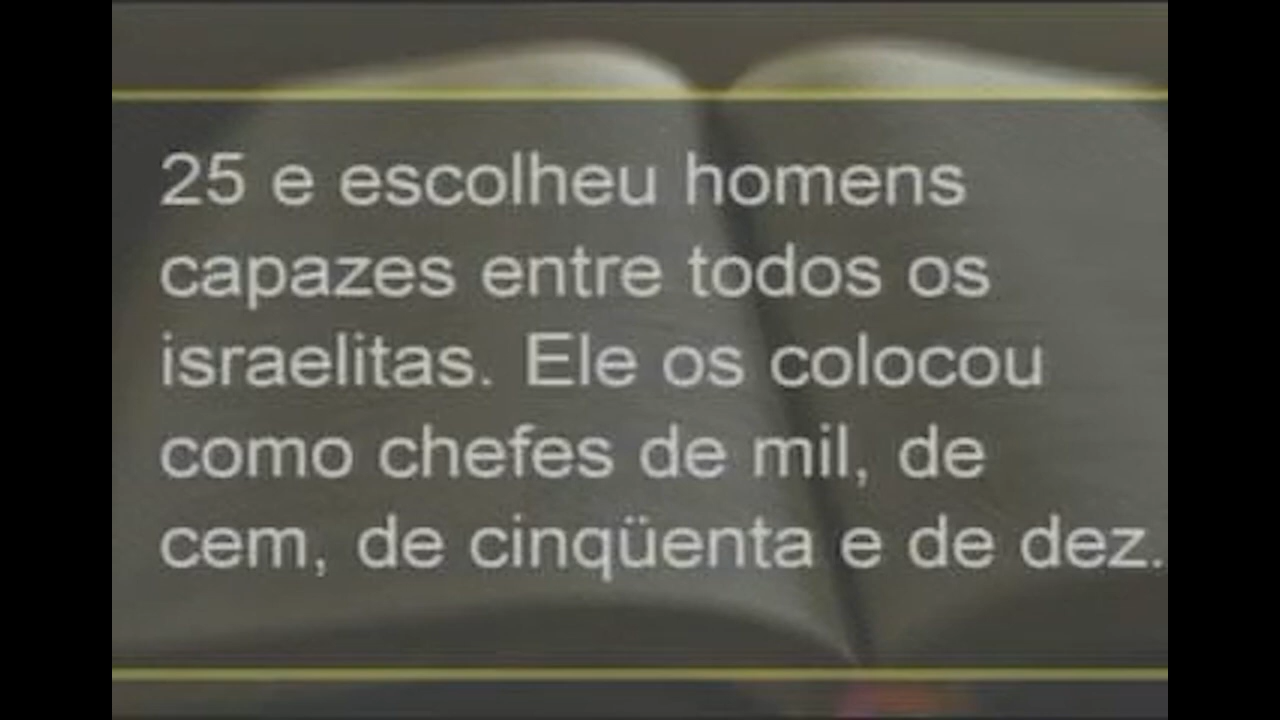 25 e escolheu homens
capazes entre todos os
israelitas. Ele os colocou
como chefes de mil, de
cem, de cinqüenta e de dez.